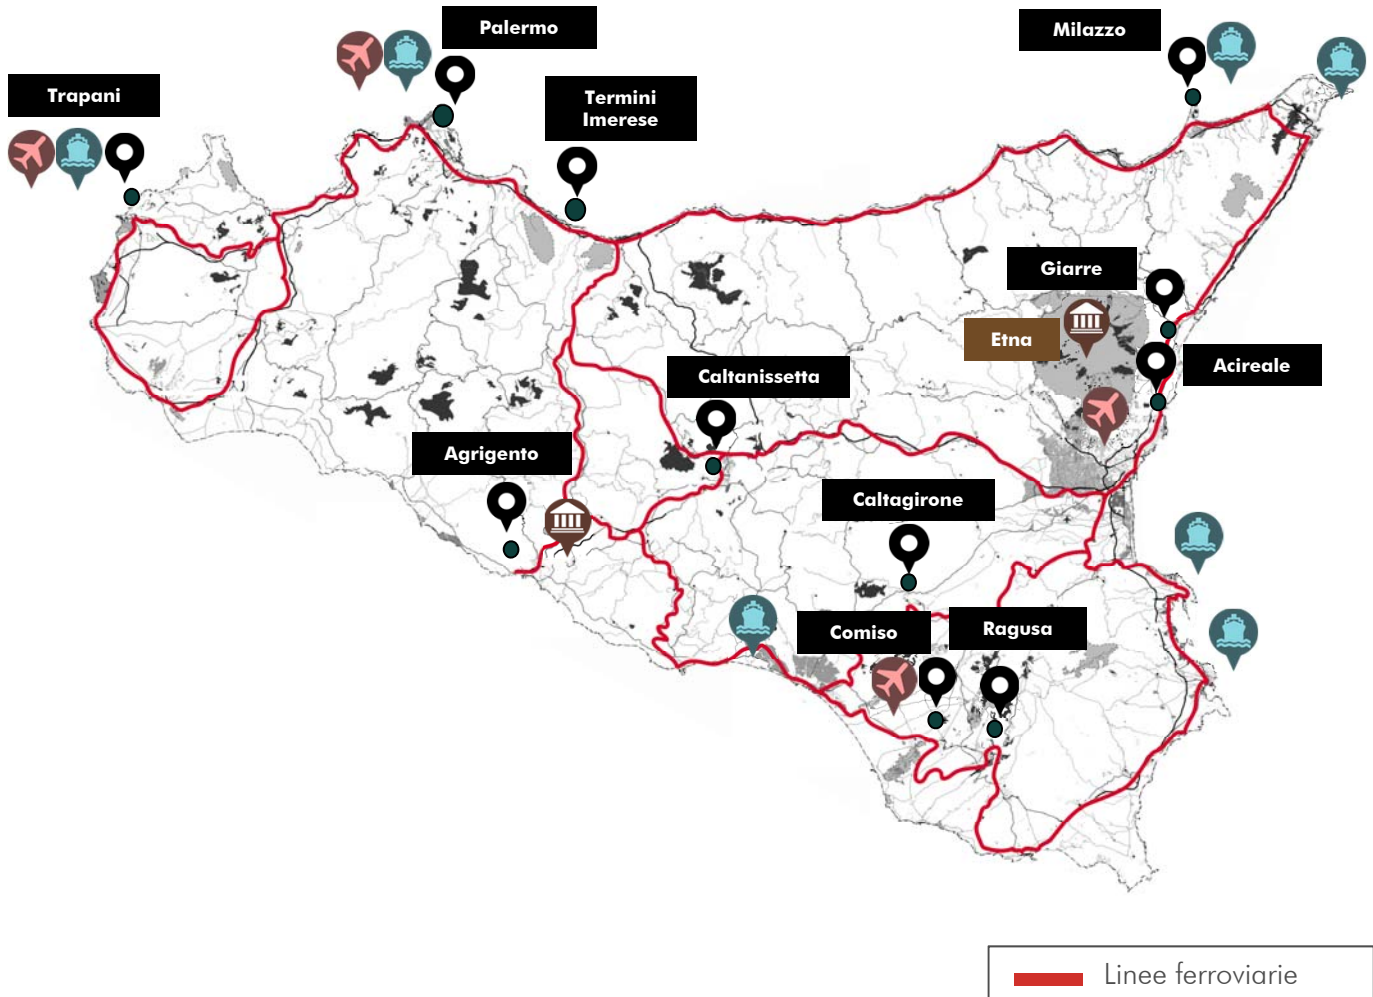 Palermo
Milazzo
Trapani
Termini
Imerese
Giarre
Etna
Acireale
Caltanissetta
Agrigento
Caltagirone
Comiso
Ragusa
Linee ferroviarie